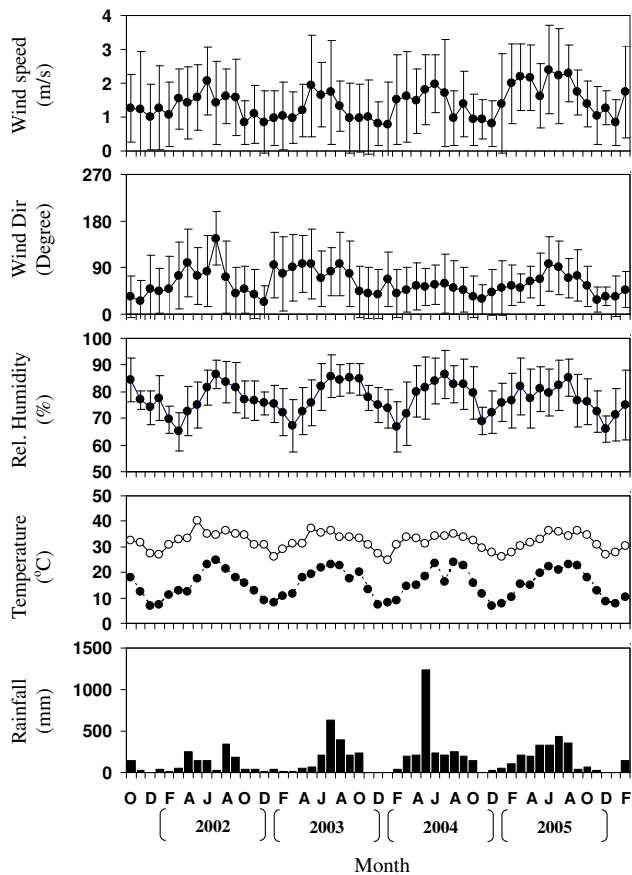 Wind speed
(m/s)
4
3
2
1
0
Wind Dir
(Degree)
270
180
90
0
Rel. Humidity
(%)
100
90
80
70
60
50
Temperature
(°C)
50
40
30
20
10
0
Rainfall
(mm)
1500
1000
500
0
O D F A J A O D F A J A O D F A J A O D F A J A O D F
2002 2003 2004 2005
Month